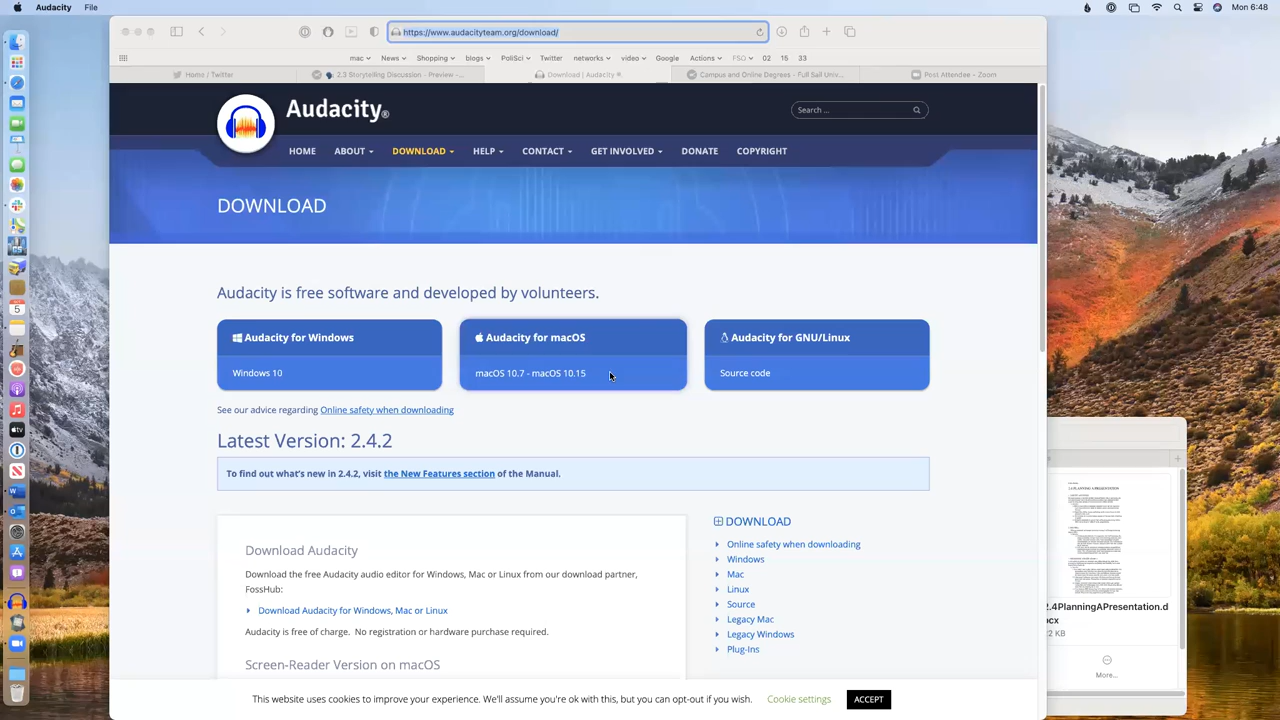 Audacity File Mon 6:48
https://www.audacityteam.org/download/
mac News Shopping blogs PoliSci Twitter networks video Google Actions FSO 02 15 33
Home / Twitter
2.3 Storytelling Discussion - Preview -...
Download | Audacity ®
Campus and Online Degrees - Full Sail Univ...
Post Attendee - Zoom
Audacity®
Search ...
HOME ABOUT DOWNLOAD HELP CONTACT GET INVOLVED DONATE COPYRIGHT
DOWNLOAD
Audacity is free software and developed by volunteers.
Audacity for Windows
Windows 10
Audacity for macOS
macOS 10.7 - macOS 10.15
Audacity for GNU/Linux
Source code
See our advice regarding Online safety when downloading
Latest Version: 2.4.2
To find out what's new in 2.4.2, visit the New Features section of the Manual.
Download Audacity
Download the free Audacity audio editor for Windows, Mac or Linux from our download partner,
FossHub:
Download Audacity for Windows, Mac or Linux
Audacity is free of charge. No registration or hardware purchase required.
Screen-Reader Version on macOS
DOWNLOAD
Online safety when downloading
Windows
Mac
Linux
Source
Legacy Mac
Legacy Windows
Plug-Ins
This website uses cookies to improve your experience. We'll assume you're ok with this, but you can opt-out if you wish. Cookie settings ACCEPT
2.4PlanningAPresentation.d
ocx
2 KB
More...
5